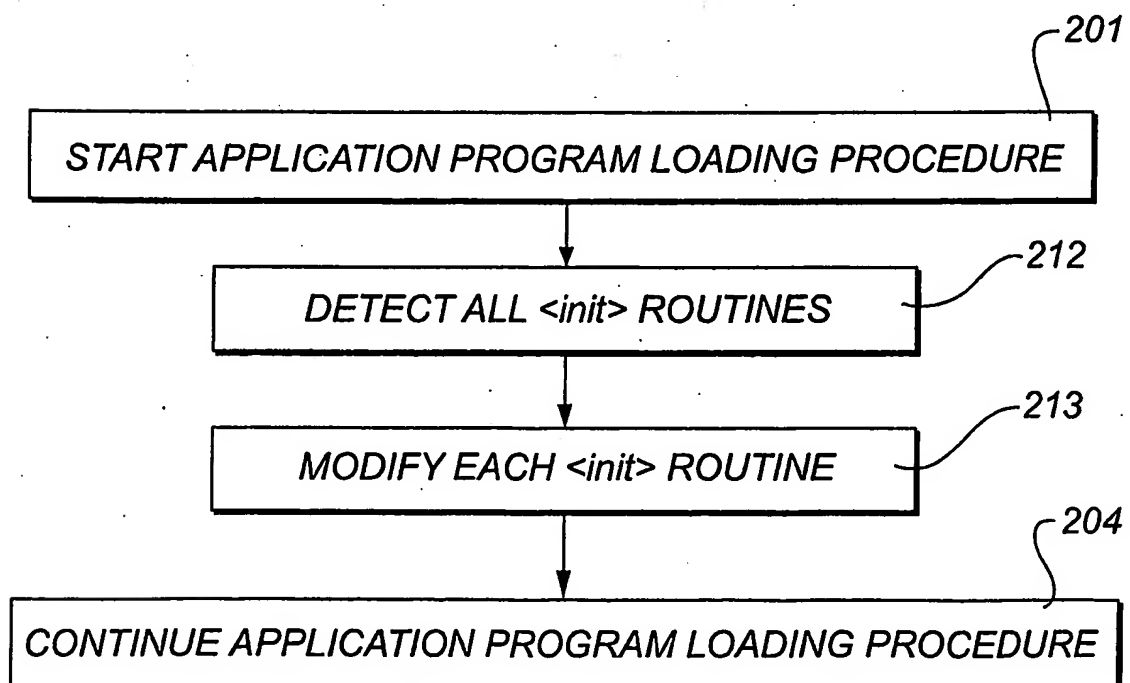 201
START APPLICATION PROGRAM LOADING PROCEDURE
212
DETECT ALL <init> ROUTINES
213
MODIFY EACH <init> ROUTINE
204
CONTINUE APPLICATION PROGRAM LOADING PROCEDURE